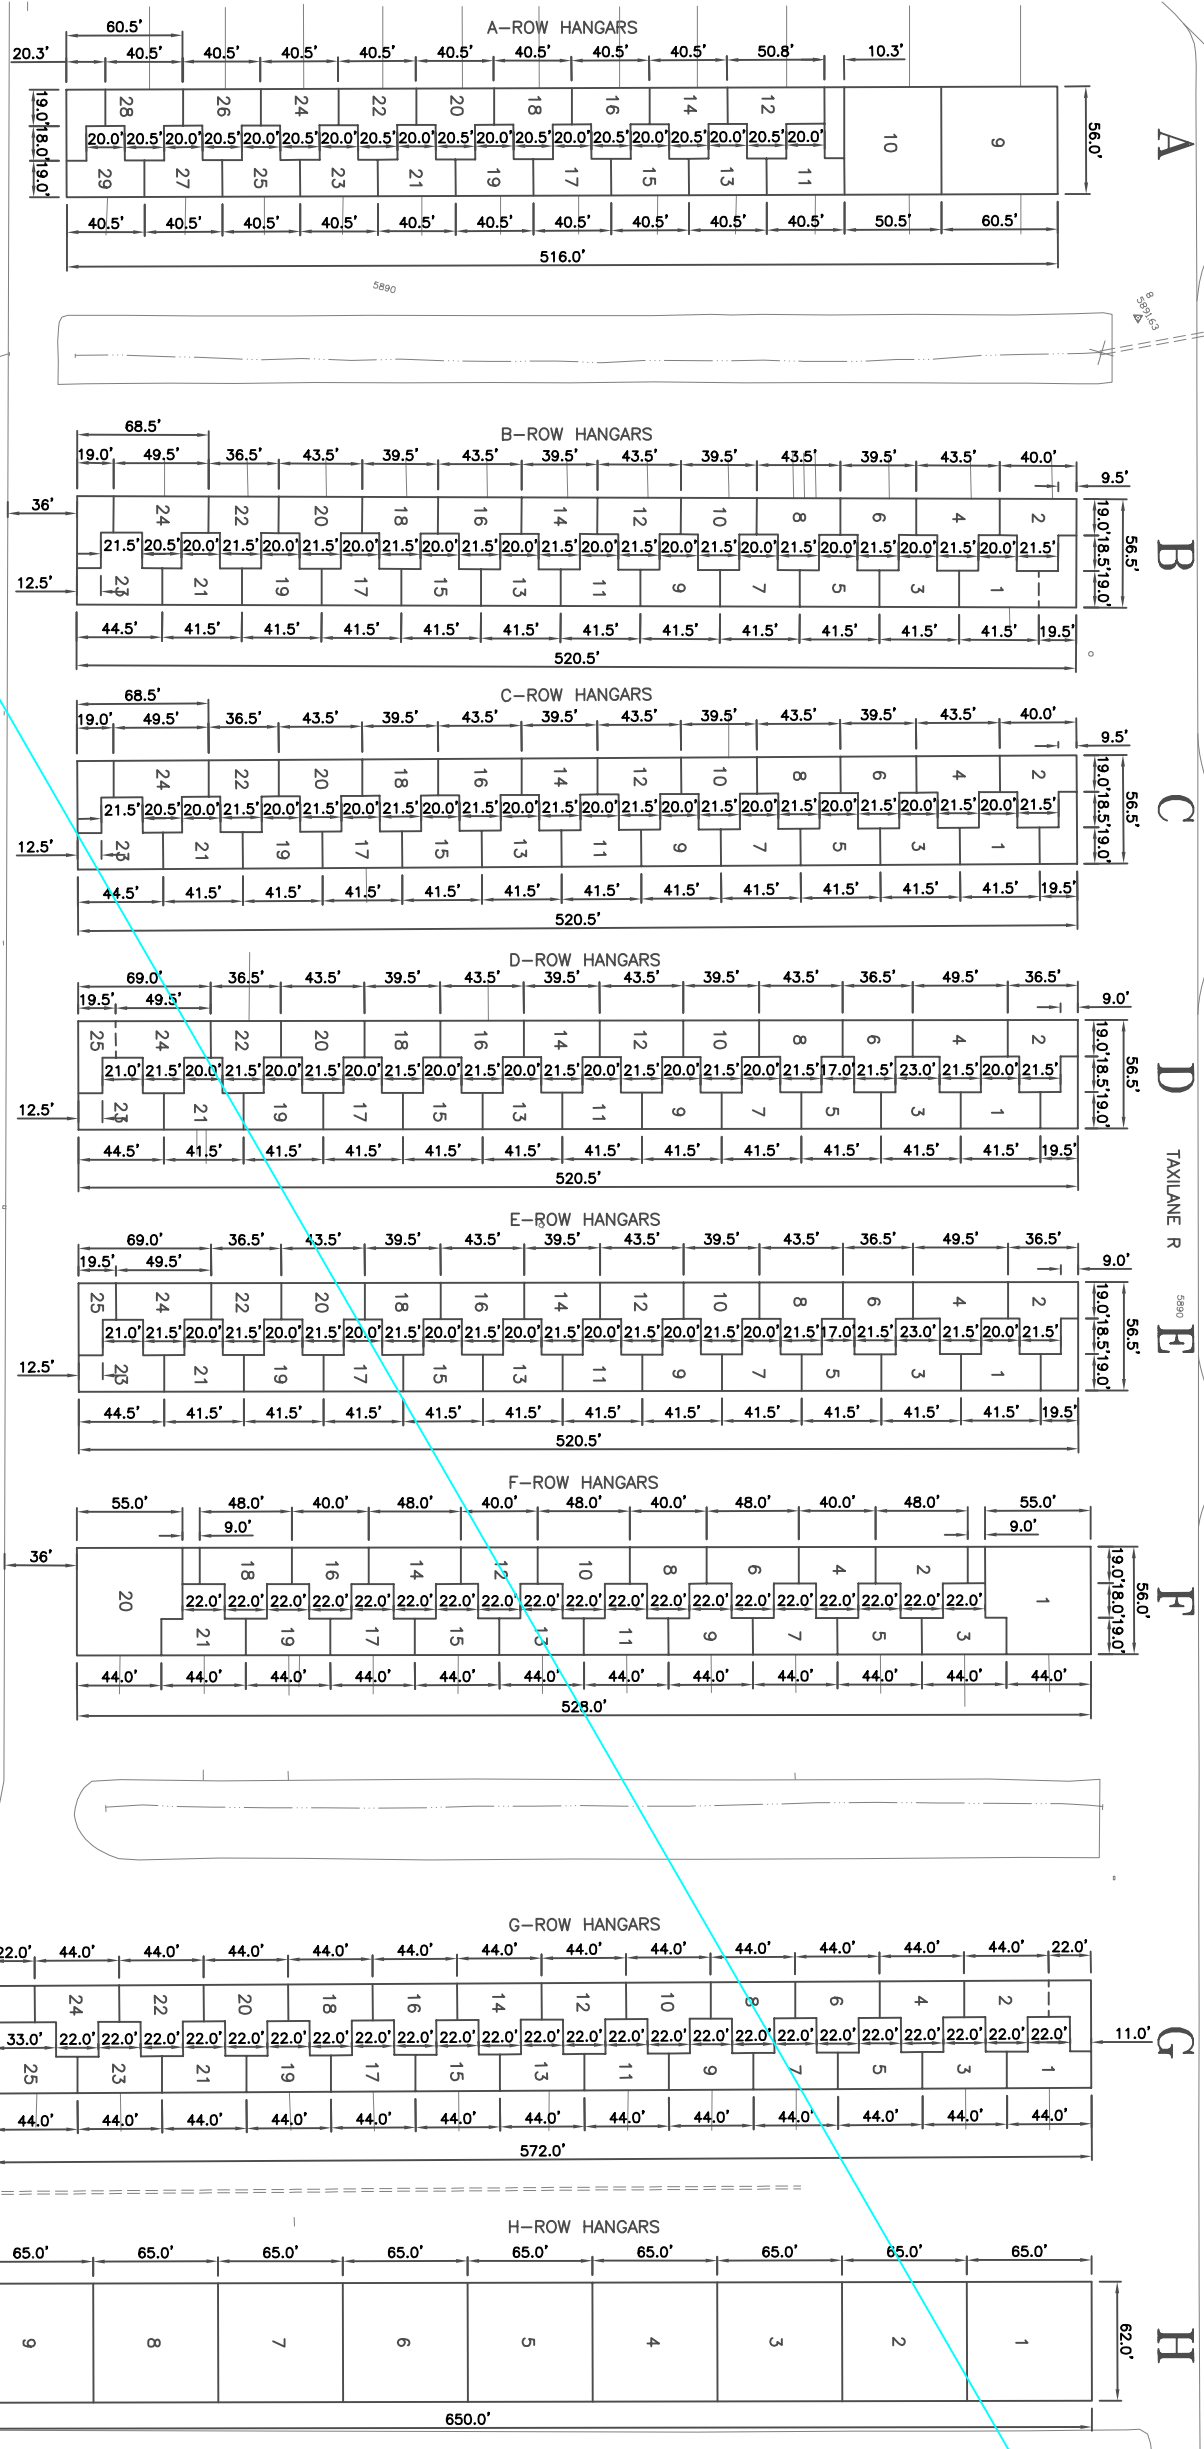 A-ROW HANGARS
60.5'
20.3' 40.5' 40.5' 40.5' 40.5' 40.5' 40.5' 40.5' 40.5' 50.8' 10.3'
28 26 24 22 20 18 16 14 12 10 9
19.0' 18.0' 19.0'
20.0' 20.5' 20.0' 20.5' 20.0' 20.5' 20.0' 20.5' 20.0' 20.5' 20.0' 20.5' 20.0' 20.5' 20.0' 20.5' 20.0' 20.5' 20.0'
56.0'
A
29 27 25 23 21 19 17 15 13 11
40.5' 40.5' 40.5' 40.5' 40.5' 40.5' 40.5' 40.5' 40.5' 40.5' 50.5' 60.5'
516.0'
5890
8
5891.63
B-ROW HANGARS
68.5'
19.0' 49.5' 36.5' 43.5' 39.5' 43.5' 39.5' 43.5' 39.5' 43.5' 39.5' 43.5' 40.0'
9.5'
36'
24 22 20 18 16 14 12 10 8 6 4 2
21.5' 20.5' 20.0' 21.5' 20.0' 21.5' 20.0' 21.5' 20.0' 21.5' 20.0' 21.5' 20.0' 21.5' 20.0' 21.5' 20.0' 21.5' 20.0' 21.5' 20.0' 21.5' 20.0' 21.5'
19.0' 18.5' 19.0'
56.5'
B
12.5'
23 21 19 17 15 13 11 9 7 5 3 1
44.5' 41.5' 41.5' 41.5' 41.5' 41.5' 41.5' 41.5' 41.5' 41.5' 41.5' 41.5' 19.5'
520.5'
C-ROW HANGARS
68.5'
19.0' 49.5' 36.5' 43.5' 39.5' 43.5' 39.5' 43.5' 39.5' 43.5' 39.5' 43.5' 40.0'
9.5'
24 22 20 18 16 14 12 10 8 6 4 2
21.5' 20.5' 20.0' 21.5' 20.0' 21.5' 20.0' 21.5' 20.0' 21.5' 20.0' 21.5' 20.0' 21.5' 20.0' 21.5' 20.0' 21.5' 20.0' 21.5' 20.0' 21.5' 20.0' 21.5'
19.0' 18.5' 19.0'
56.5'
C
12.5'
23 21 19 17 15 13 11 9 7 5 3 1
44.5' 41.5' 41.5' 41.5' 41.5' 41.5' 41.5' 41.5' 41.5' 41.5' 41.5' 41.5' 19.5'
520.5'
D-ROW HANGARS
69.0' 36.5' 43.5' 39.5' 43.5' 39.5' 43.5' 39.5' 43.5' 36.5' 49.5' 36.5'
19.5' 49.5'
9.0'
25 24 22 20 18 16 14 12 10 8 6 4 2
21.0' 21.5' 20.0' 21.5' 20.0' 21.5' 20.0' 21.5' 20.0' 21.5' 20.0' 21.5' 20.0' 21.5' 20.0' 21.5' 20.0' 21.5' 17.0' 21.5' 23.0' 21.5' 20.0' 21.5'
19.0' 18.5' 19.0'
56.5'
D
12.5'
23 21 19 17 15 13 11 9 7 5 3 1
44.5' 41.5' 41.5' 41.5' 41.5' 41.5' 41.5' 41.5' 41.5' 41.5' 41.5' 41.5' 19.5'
520.5'
TAXILANE R
E-ROW HANGARS
69.0' 36.5' 43.5' 39.5' 43.5' 39.5' 43.5' 39.5' 43.5' 36.5' 49.5' 36.5'
19.5' 49.5'
9.0'
25 24 22 20 18 16 14 12 10 8 6 4 2
21.0' 21.5' 20.0' 21.5' 20.0' 21.5' 20.0' 21.5' 20.0' 21.5' 20.0' 21.5' 20.0' 21.5' 20.0' 21.5' 20.0' 21.5' 17.0' 21.5' 23.0' 21.5' 20.0' 21.5'
19.0' 18.5' 19.0'
56.5'
5890
E
12.5'
23 21 19 17 15 13 11 9 7 5 3 1
44.5' 41.5' 41.5' 41.5' 41.5' 41.5' 41.5' 41.5' 41.5' 41.5' 41.5' 41.5' 19.5'
520.5'
F-ROW HANGARS
55.0' 48.0' 40.0' 48.0' 40.0' 48.0' 40.0' 48.0' 40.0' 48.0' 55.0'
9.0' 9.0'
36'
20 18 16 14 12 10 8 6 4 2 1
22.0' 22.0' 22.0' 22.0' 22.0' 22.0' 22.0' 22.0' 22.0' 22.0' 22.0' 22.0' 22.0' 22.0' 22.0' 22.0' 22.0' 22.0' 22.0'
19.0' 18.0' 19.0'
56.0'
F
21 19 17 15 13 11 9 7 5 3
44.0' 44.0' 44.0' 44.0' 44.0' 44.0' 44.0' 44.0' 44.0' 44.0' 44.0' 44.0'
528.0'
G-ROW HANGARS
22.0' 44.0' 44.0' 44.0' 44.0' 44.0' 44.0' 44.0' 44.0' 44.0' 44.0' 44.0' 44.0' 22.0'
24 22 20 18 16 14 12 10 8 6 4 2
33.0' 22.0' 22.0' 22.0' 22.0' 22.0' 22.0' 22.0' 22.0' 22.0' 22.0' 22.0' 22.0' 22.0' 22.0' 22.0' 22.0' 22.0' 22.0' 22.0' 22.0' 22.0' 22.0' 22.0' 22.0'
11.0'
G
25 23 21 19 17 15 13 11 9 7 5 3 1
44.0' 44.0' 44.0' 44.0' 44.0' 44.0' 44.0' 44.0' 44.0' 44.0' 44.0' 44.0' 44.0'
572.0'
H-ROW HANGARS
65.0' 65.0' 65.0' 65.0' 65.0' 65.0' 65.0' 65.0' 65.0'
9 8 7 6 5 4 3 2 1
62.0'
H
650.0'